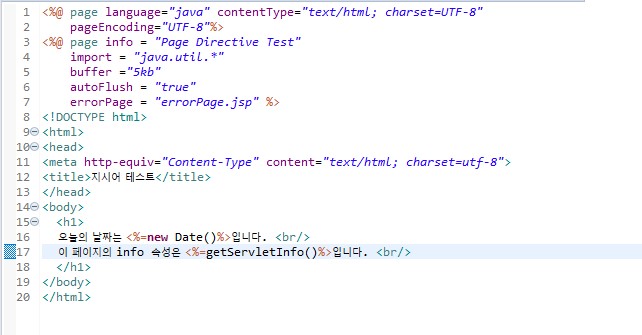 1 <%@ page language="java" contentType="text/html; charset=UTF-8"
2     pageEncoding="UTF-8"%>
3 <%@ page info = "Page Directive Test"
4     import = "java.util.*"
5     buffer ="5kb"
6     autoFlush = "true"
7     errorPage = "errorPage.jsp" %>
8 <!DOCTYPE html>
9 <html>
10 <head>
11 <meta http-equiv="Content-Type" content="text/html; charset=utf-8">
12 <title>지시어 테스트</title>
13 </head>
14 <body>
15   <h1>
16   오늘의 날짜는 <%=new Date()%>입니다. <br/>
17   이 페이지의 info 속성은 <%=getServletInfo()%>입니다. <br/>
18   </h1>
19 </body>
20 </html>